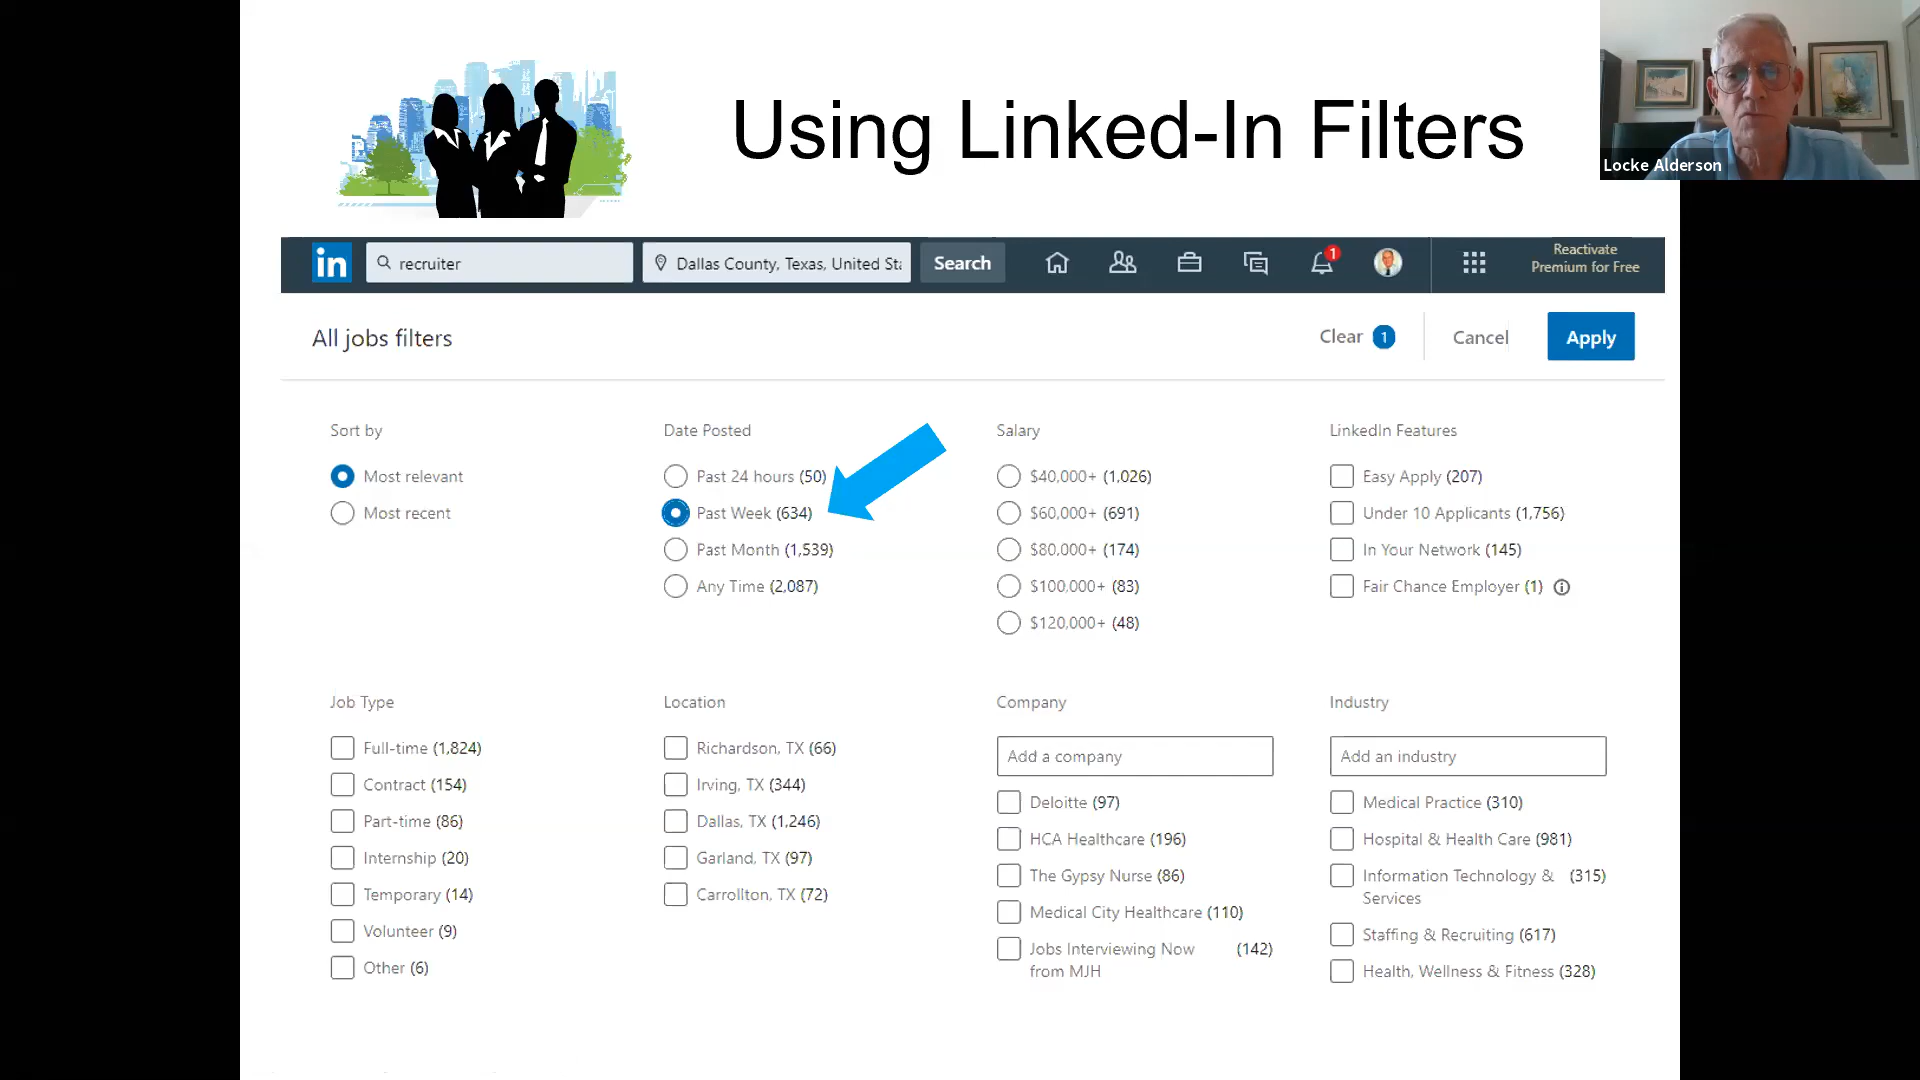 Using Linked-In Filters
Locke Alderson
in
recruiter
Dallas County, Texas, United Sta
Search
1
Reactivate
Premium for Free
All jobs filters
Clear 1
Cancel
Apply
Sort by
Most relevant
Most recent
Date Posted
Past 24 hours (50)
Past Week (634)
Past Month (1,539)
Any Time (2,087)
Salary
$40,000+ (1,026)
$60,000+ (691)
$80,000+ (174)
$100,000+ (83)
$120,000+ (48)
LinkedIn Features
Easy Apply (207)
Under 10 Applicants (1,756)
In Your Network (145)
Fair Chance Employer (1)
Job Type
Full-time (1,824)
Contract (154)
Part-time (86)
Internship (20)
Temporary (14)
Volunteer (9)
Other (6)
Location
Richardson, TX (66)
Irving, TX (344)
Dallas, TX (1,246)
Garland, TX (97)
Carrollton, TX (72)
Company
Add a company
Deloitte (97)
HCA Healthcare (196)
The Gypsy Nurse (86)
Medical City Healthcare (110)
Jobs Interviewing Now (142)
from MJH
Industry
Add an industry
Medical Practice (310)
Hospital & Health Care (981)
Information Technology & (315)
Services
Staffing & Recruiting (617)
Health, Wellness & Fitness (328)